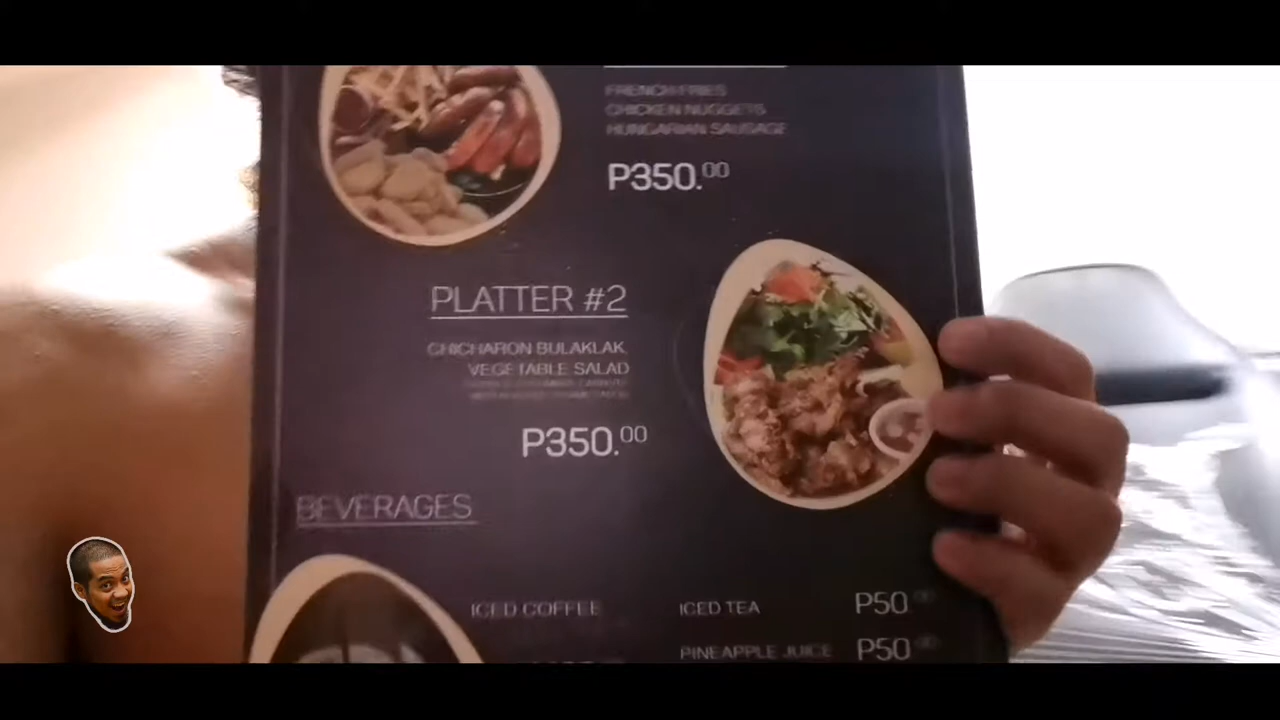 FRENCH FRIES
CHICKEN NUGGETS
HUNGARIAN SAUSAGE
P350.00
PLATTER #2
CHICHARON BULAKLAK,
VEGETABLE SALAD
P350.00
BEVERAGES
ICED COFFEE
ICED TEA P50.00
PINEAPPLE JUICE P50.00